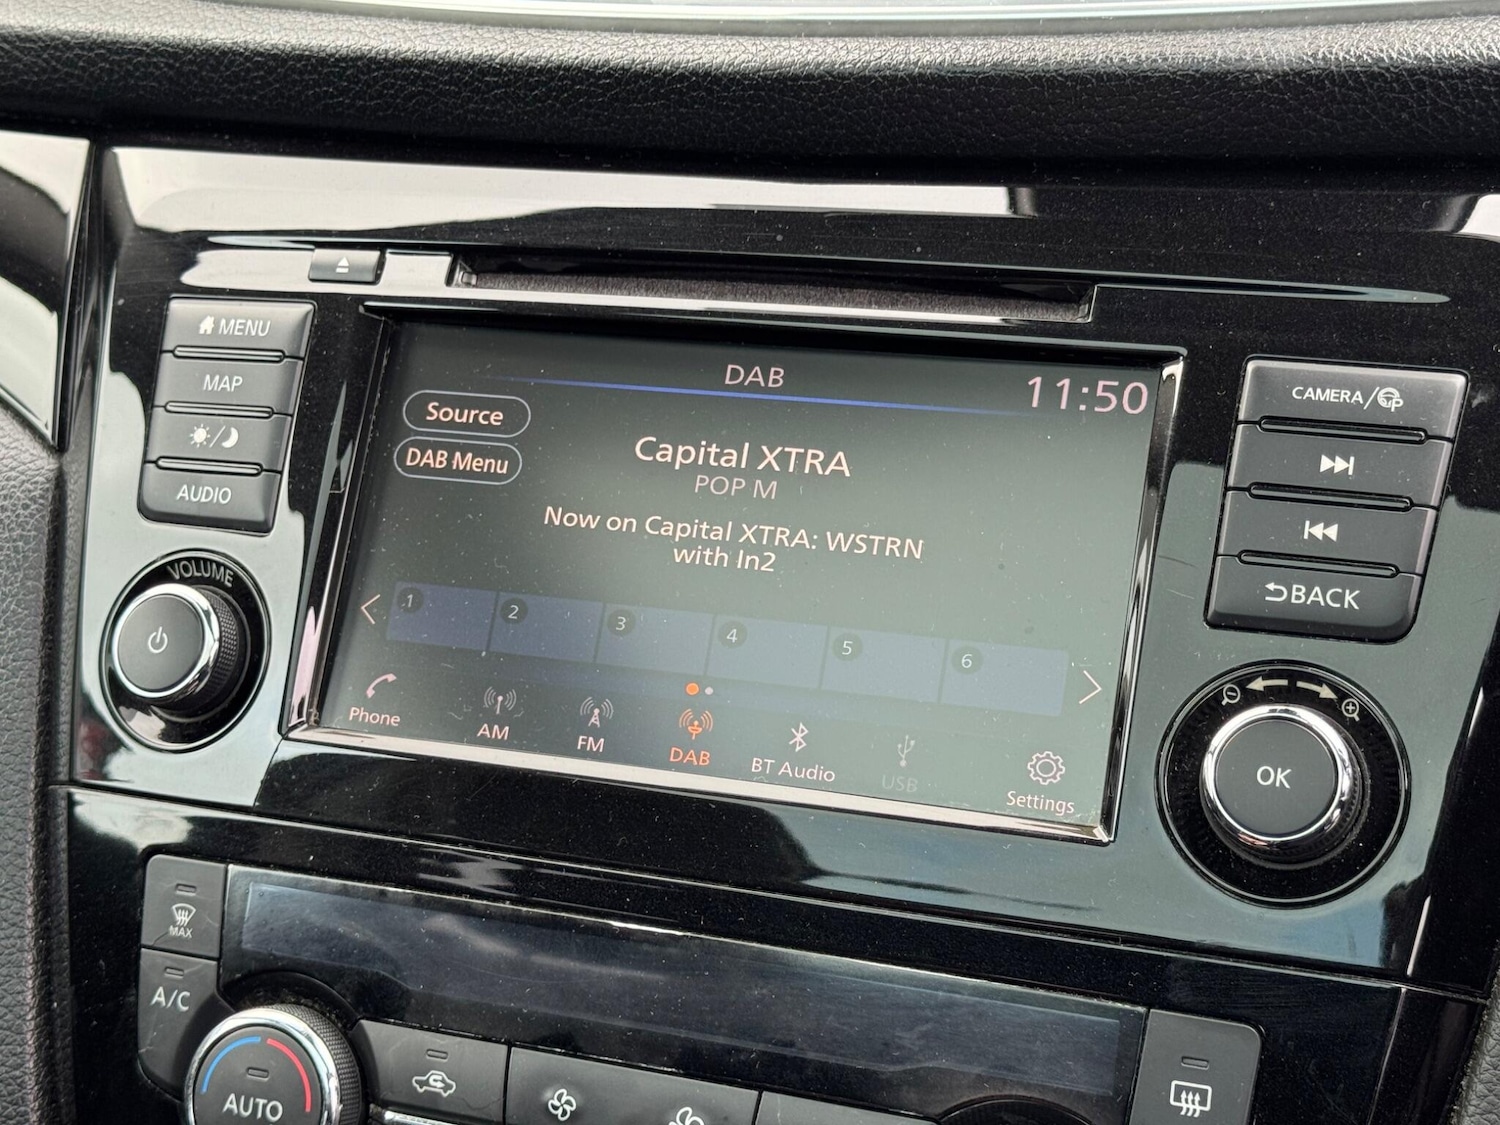 MENU
MAP
AUDIO
VOLUME
DAB
11:50
Source
DAB Menu
Capital XTRA
POP M
Now on Capital XTRA: WSTRN
with In2
1
2
3
4
5
6
Phone
AM
FM
DAB
BT Audio
USB
Settings
CAMERA/P
BACK
OK
MAX
A/C
AUTO